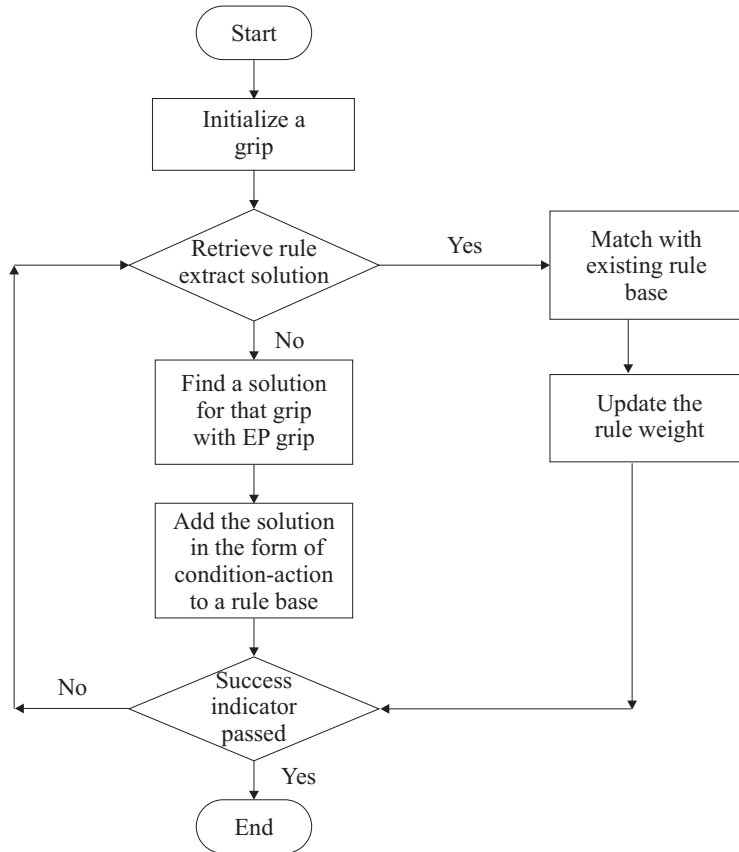 Start
Initialize a
grip
Retrieve rule
extract solution
Yes
Match with
existing rule
base
No
Find a solution
for that grip
with EP grip
Update the
rule weight
Add the solution
in the form of
condition-action
to a rule base
No
Success
indicator
passed
Yes
End